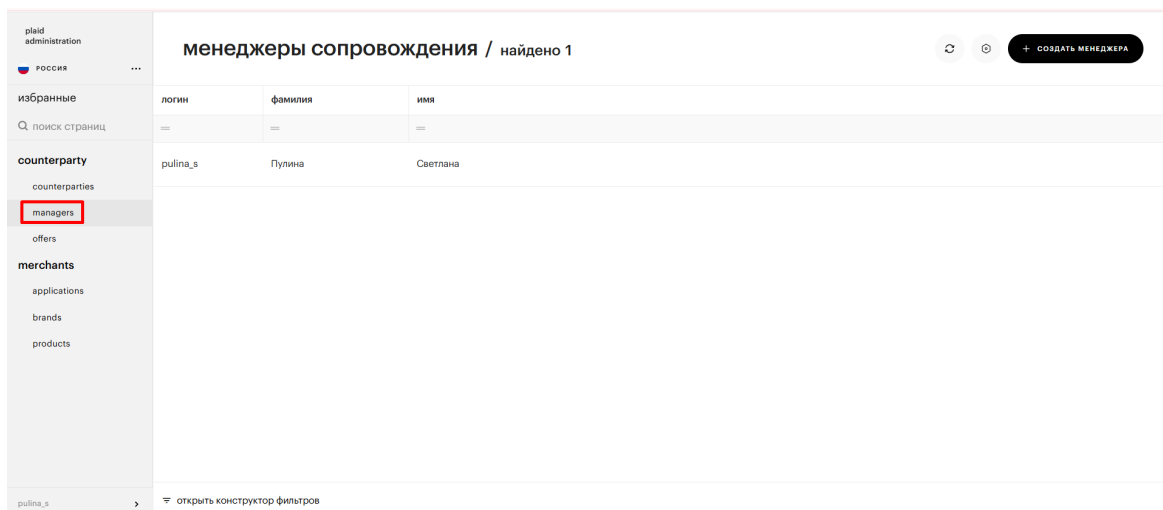 plaid
administration
РОССИЯ ...
избранные
поиск страниц
counterparty
counterparties
managers
offers
merchants
applications
brands
products
pulina_s
менеджеры сопровождения / найдено 1
+ СОЗДАТЬ МЕНЕДЖЕРА
логин фамилия имя
= = =
pulina_s Пулина Светлана
открыть конструктор фильтров